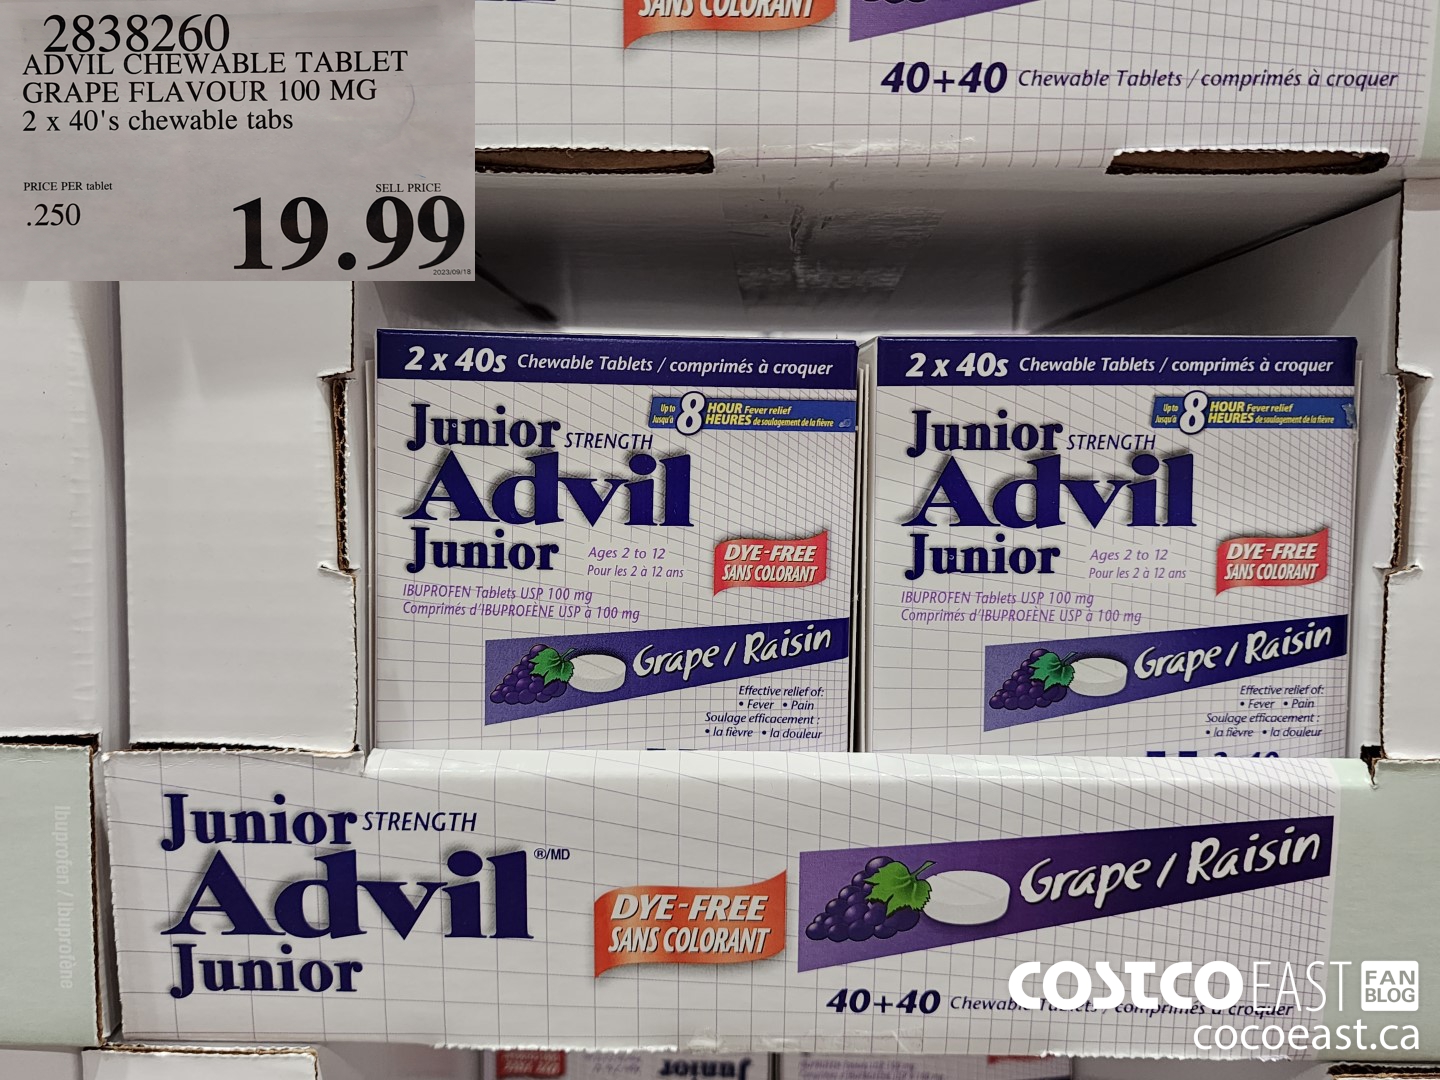 2838260
ADVIL CHEWABLE TABLET
GRAPE FLAVOUR 100 MG
2 x 40's chewable tabs
PRICE PER tablet
.250
SELL PRICE
19.99
2023/09/18
SANS COLORANT
40+40 Chewable Tablets / comprimés à croquer
2 x 40s Chewable Tablets / comprimés à croquer
Up to 8 HOUR Fever relief
Jusqu'à HEURES de soulagement de la fièvre
Junior STRENGTH
Advil
Junior
Ages 2 to 12
Pour les 2 à 12 ans
DYE-FREE
SANS COLORANT
IBUPROFEN Tablets USP 100 mg
Comprimés d'IBUPROFÈNE USP à 100 mg
Grape / Raisin
Effective relief of:
• Fever • Pain
Soulage efficacement :
• la fièvre • la douleur
2 x 40s Chewable Tablets / comprimés à croquer
Up to 8 HOUR Fever relief
Jusqu'à HEURES de soulagement de la fièvre
Junior STRENGTH
Advil
Junior
Ages 2 to 12
Pour les 2 à 12 ans
DYE-FREE
SANS COLORANT
IBUPROFEN Tablets USP 100 mg
Comprimés d'IBUPROFÈNE USP à 100 mg
Grape / Raisin
Effective relief of:
• Fever • Pain
Soulage efficacement :
• la fièvre • la douleur
Ibuprofen / Ibuprofène
Junior STRENGTH
Advil ®/MD
Junior
DYE-FREE
SANS COLORANT
Grape / Raisin
40+40 Chewable Tablets / comprimés à croquer
COSTCO EAST FAN BLOG
cocoeast.ca
Junior